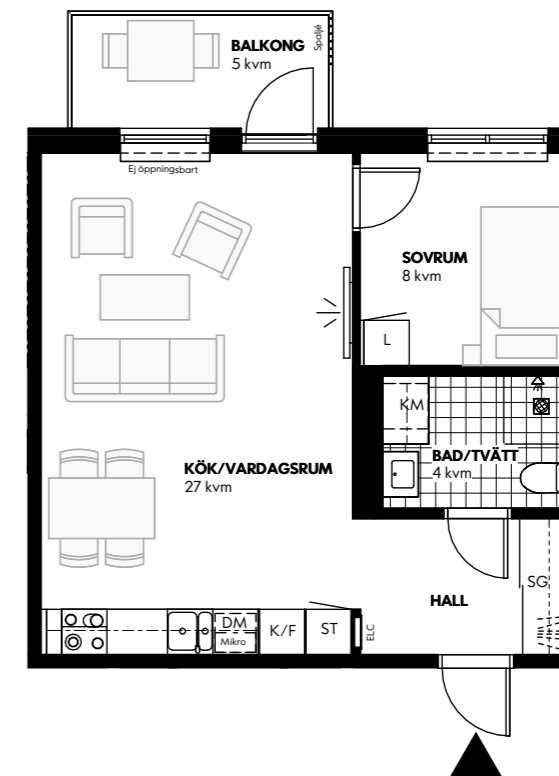 BALKONG
5 kvm
Spaljé
Ej öppningsbart
SOVRUM
8 kvm
L
KM
BAD/TVÄTT
4 kvm
KÖK/VARDAGSRUM
27 kvm
SG
HALL
DM
Mikro
K/F
ST
ELC